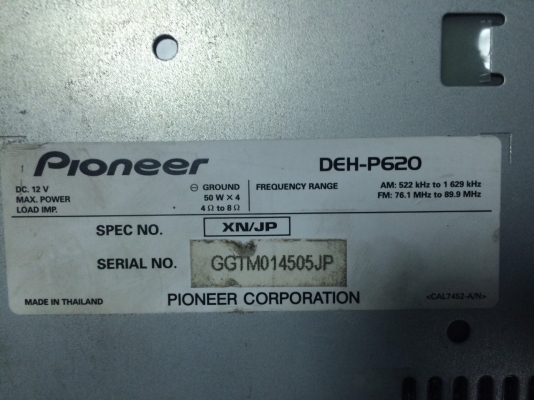 Pioneer DEH-P620
DC. 12 V ⊖ GROUND FREQUENCY RANGE AM: 522 kHz to 1 629 kHz
MAX. POWER 50 W × 4 FM: 76.1 MHz to 89.9 MHz
LOAD IMP. 4 Ω to 8 Ω
SPEC NO. XN/JP
SERIAL NO. GGTM014505JP
MADE IN THAILAND PIONEER CORPORATION <CAL7452-A/N>